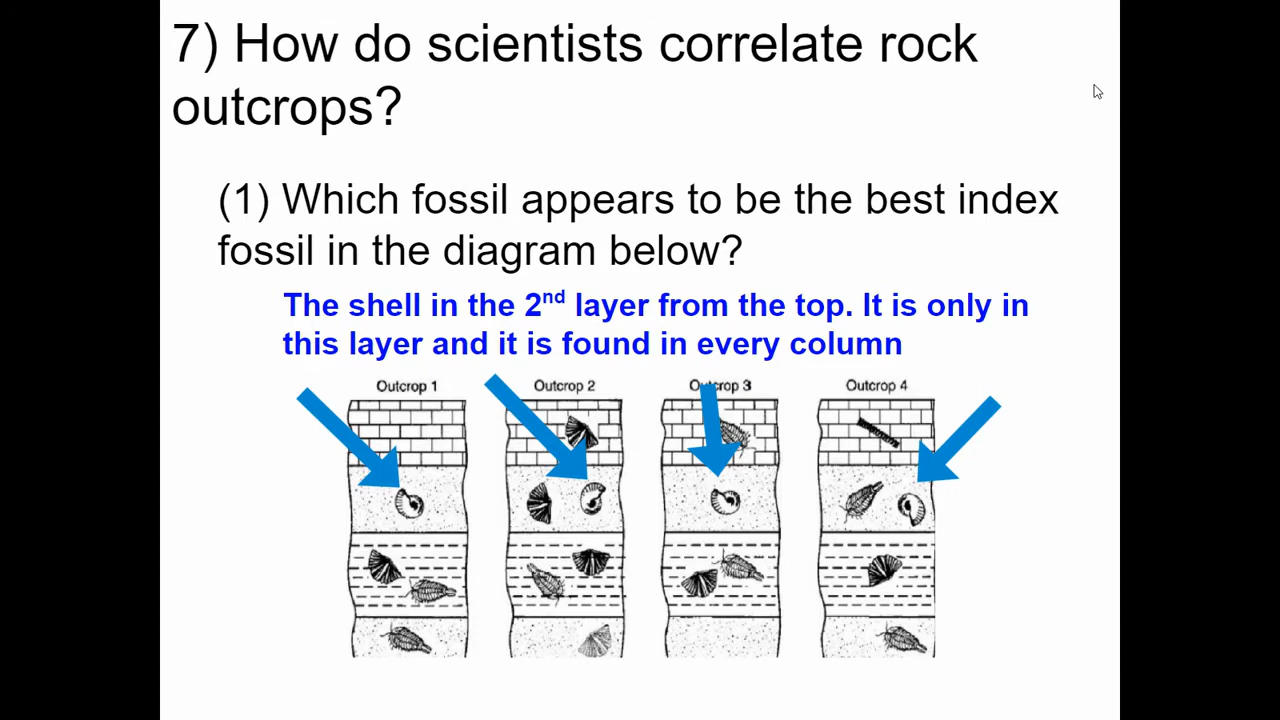 7) How do scientists correlate rock
outcrops?
(1) Which fossil appears to be the best index
fossil in the diagram below?
The shell in the 2nd layer from the top. It is only in
this layer and it is found in every column
Outcrop 1 Outcrop 2 Outcrop 3 Outcrop 4